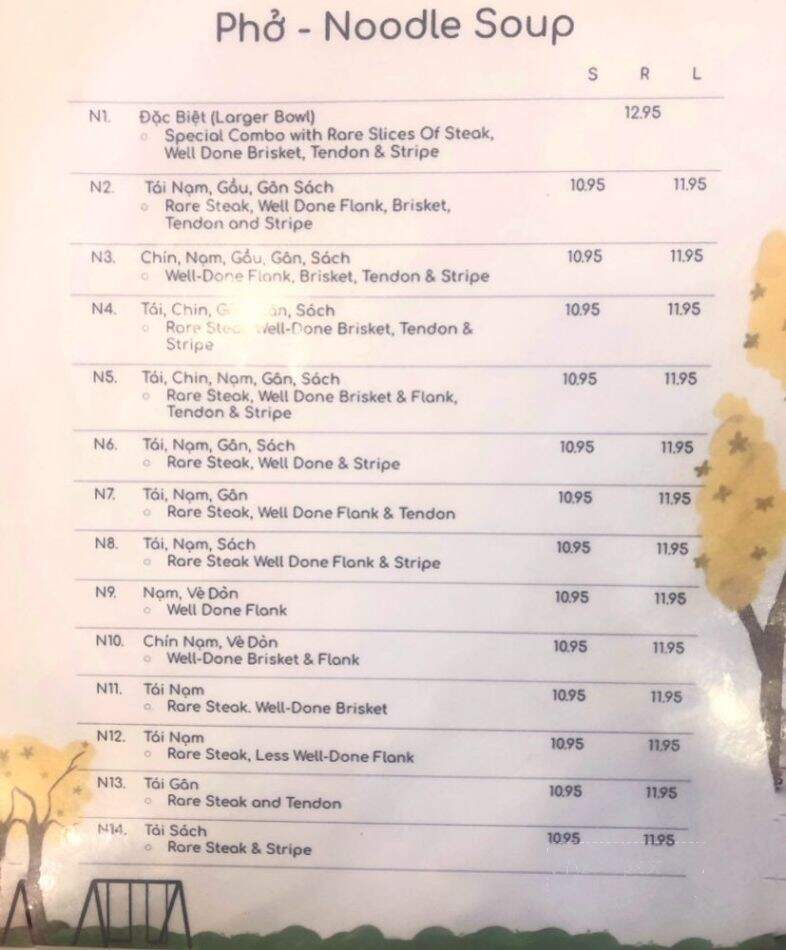 Phở - Noodle Soup
S R L
N1. Đặc Biệt (Larger Bowl) 12.95
Special Combo with Rare Slices Of Steak,
Well Done Brisket, Tendon & Stripe
N2. Tái Nạm, Gầu, Gân Sách 10.95 11.95
Rare Steak, Well Done Flank, Brisket,
Tendon and Stripe
N3. Chín, Nạm, Gầu, Gân, Sách 10.95 11.95
Well-Done Flank, Brisket, Tendon & Stripe
N4. Tái, Chin, Sách 10.95 11.95
Rare Well-Done Brisket, Tendon &
Stripe
N5. Tái, Chin, Nạm, Gân, Sách 10.95 11.95
Rare Steak, Well Done Brisket & Flank,
Tendon & Stripe
N6. Tái, Nạm, Gân, Sách 10.95 11.95
Rare Steak, Well Done & Stripe
N7. Tái, Nạm, Gân 10.95 11.95
Rare Steak, Well Done Flank & Tendon
N8. Tái, Nạm, Sách 10.95 11.95
Rare Steak Well Done Flank & Stripe
N9. Nạm, Vè Dòn 10.95 11.95
Well Done Flank
N10. Chín Nạm, Vè Dòn 10.95 11.95
Well-Done Brisket & Flank
N11. Tái Nạm 10.95 11.95
Rare Steak. Well-Done Brisket
N12. Tái Nạm 10.95 11.95
Rare Steak, Less Well-Done Flank
N13. Tái Gân 10.95 11.95
Rare Steak and Tendon
N14. Tái Sách 10.95 11.95
Rare Steak & Stripe